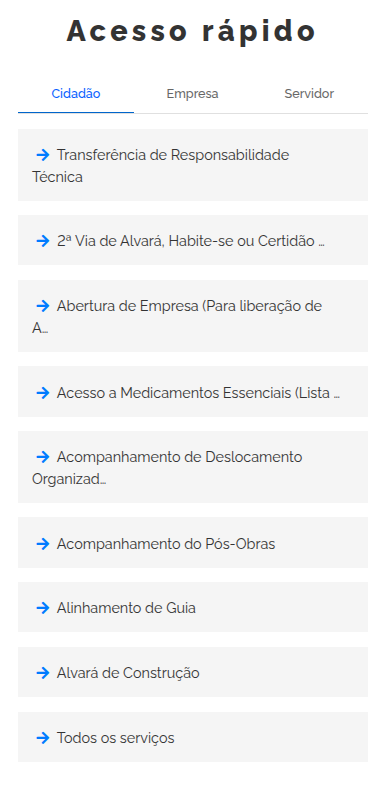 Acesso rápido
Cidadão Empresa Servidor
Transferência de Responsabilidade
Técnica
2ª Via de Alvará, Habite-se ou Certidão ...
Abertura de Empresa (Para liberação de
A...
Acesso a Medicamentos Essenciais (Lista ...
Acompanhamento de Deslocamento
Organizad...
Acompanhamento do Pós-Obras
Alinhamento de Guia
Alvará de Construção
Todos os serviços